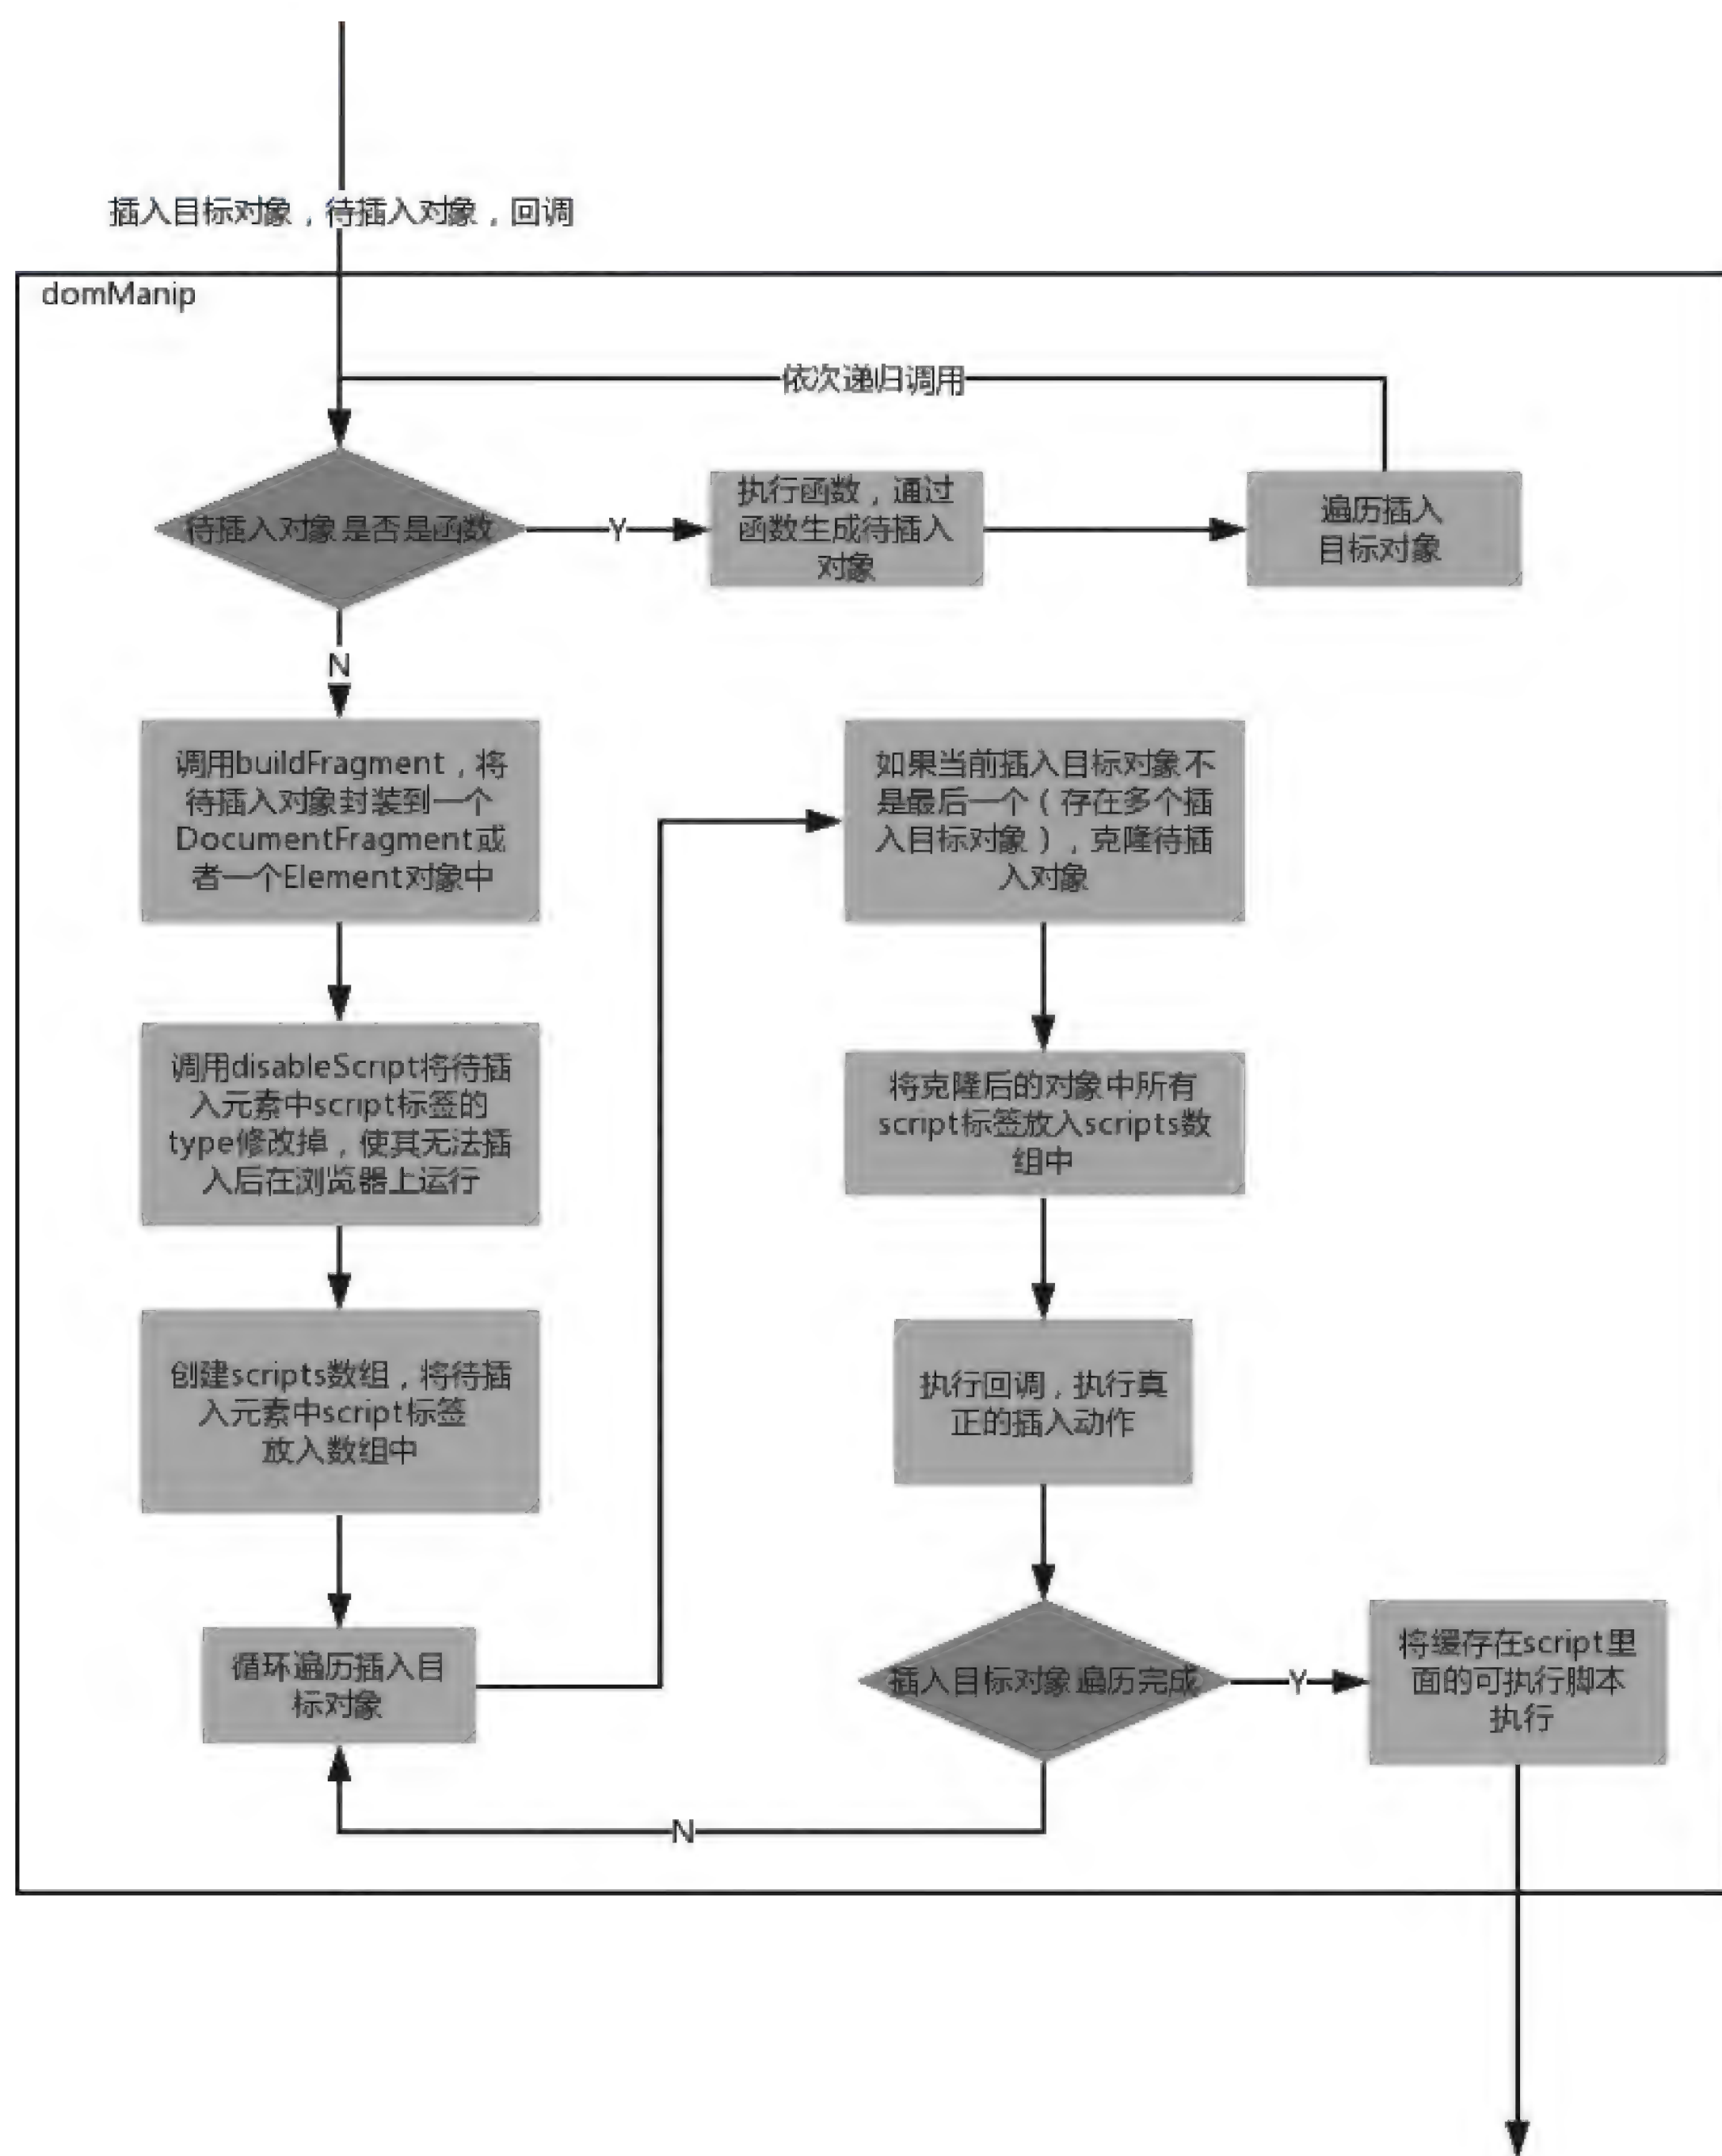 插入目标对象，待插入对象，回调
domManip
依次递归调用
待插入对象是否是函数
Y
执行函数，通过
函数生成待插入
对象
遍历插入
目标对象
N
调用buildFragment，将
待插入对象封装到一个
DocumentFragment或
者一个Element对象中
如果当前插入目标对象不
是最后一个（存在多个插
入目标对象），克隆待插
入对象
调用disableScript将待插
入元素中script标签的
type修改掉，使其无法插
入后在浏览器上运行
将克隆后的对象中所有
script标签放入scripts数
组中
创建scripts数组，将待插
入元素中script标签
放入数组中
执行回调，执行真
正的插入动作
循环遍历插入目
标对象
插入目标对象遍历完成
Y
将缓存在script里
面的可执行脚本
执行
N